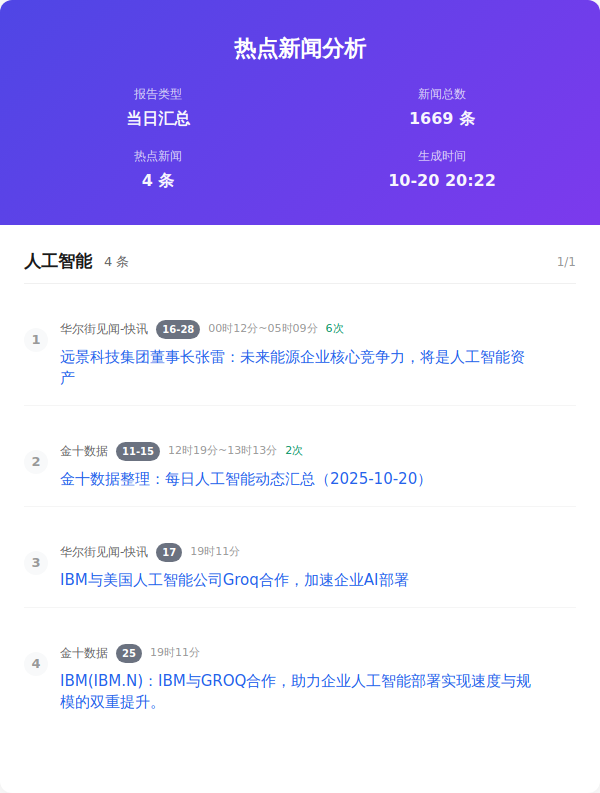 热点新闻分析
报告类型
新闻总数
当日汇总
1669 条
热点新闻
生成时间
4 条
10-20 20:22
人工智能 4 条 1/1
1
华尔街见闻-快讯 16-28 00时12分~05时09分 6次
远景科技集团董事长张雷：未来能源企业核心竞争力，将是人工智能资
产
2
金十数据 11-15 12时19分~13时13分 2次
金十数据整理：每日人工智能动态汇总（2025-10-20）
3
华尔街见闻-快讯 17 19时11分
IBM与美国人工智能公司Groq合作，加速企业AI部署
4
金十数据 25 19时11分
IBM(IBM.N)：IBM与GROQ合作，助力企业人工智能部署实现速度与规
模的双重提升。